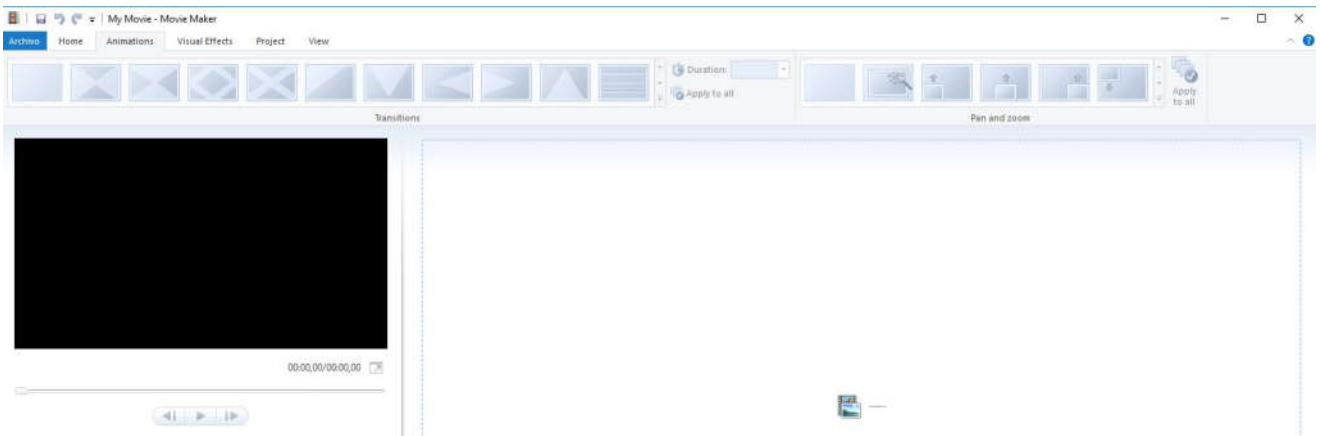 My Movie - Movie Maker
Archivo Home Animations Visual Effects Project View
Duration:
Apply to all
Apply to all
Transitions
Pan and zoom
00:00,00/00:00,00